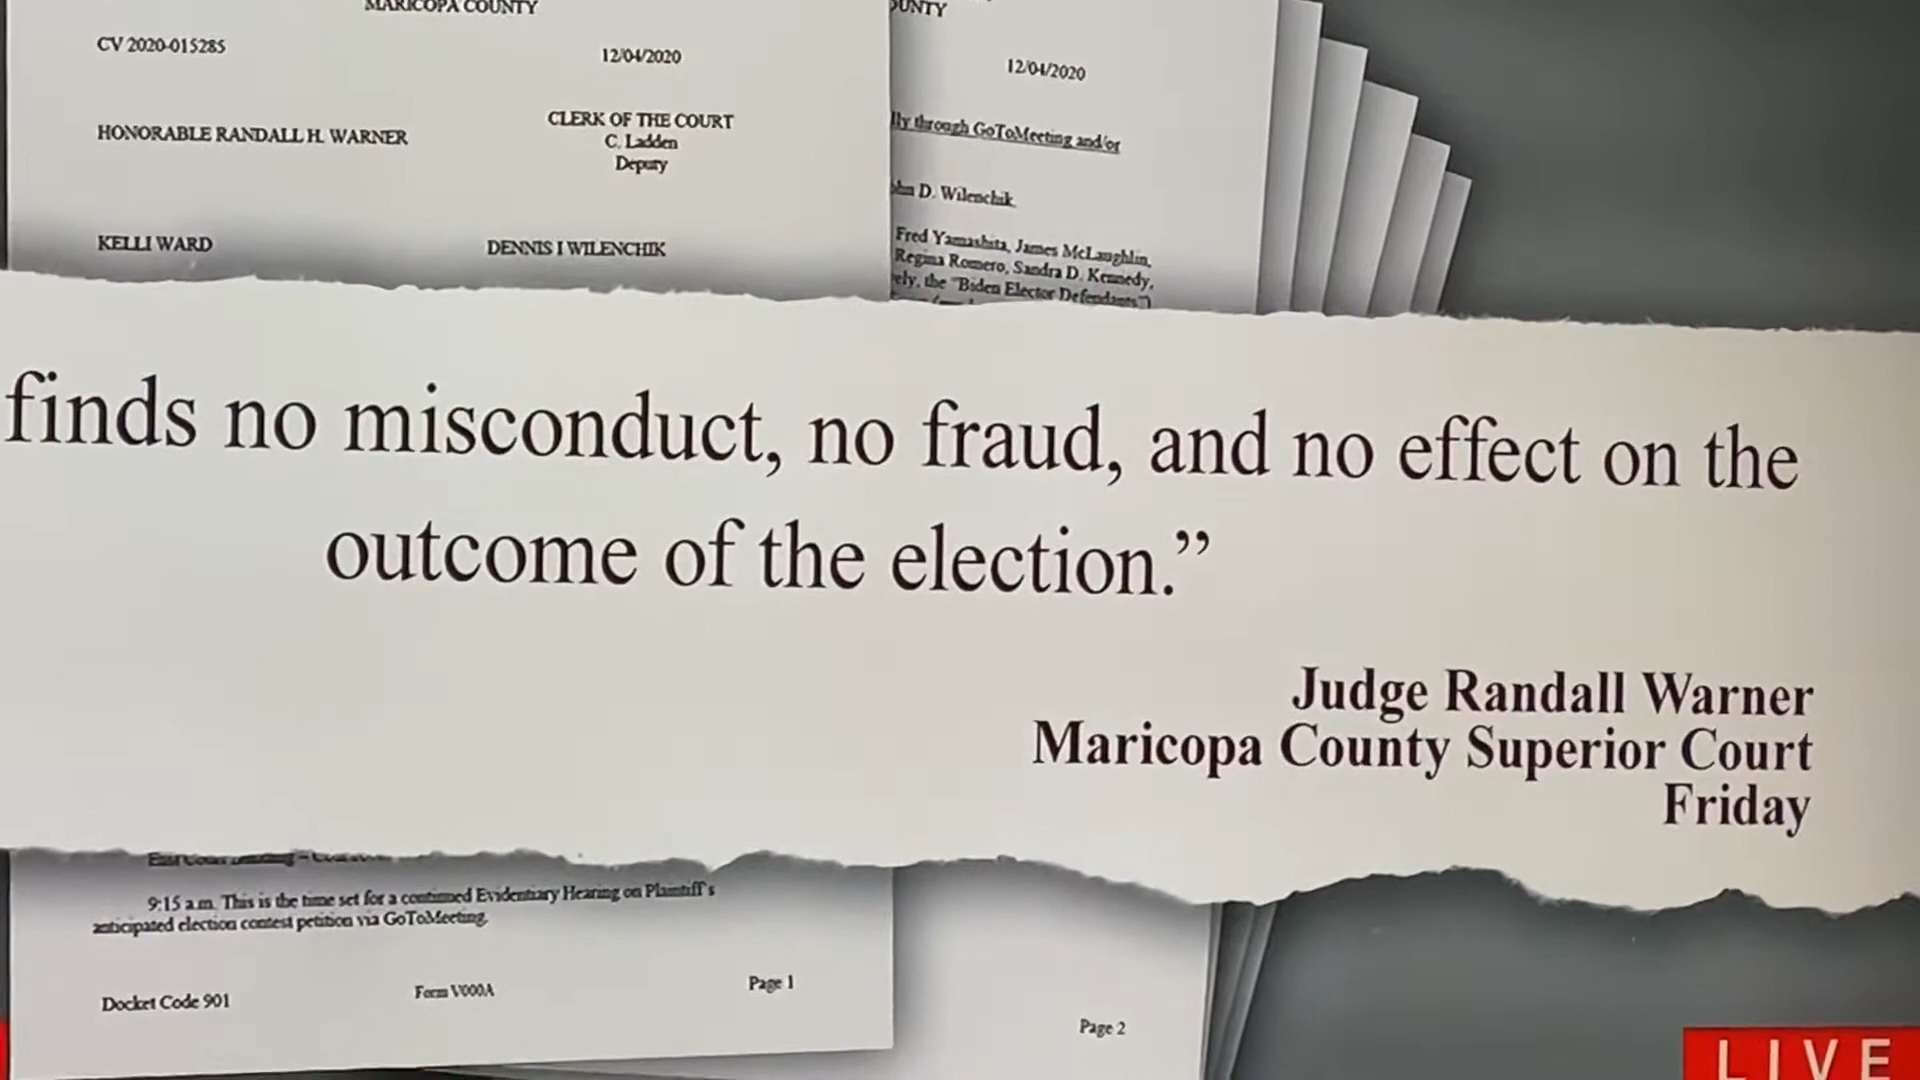 MARICOPA COUNTY
CV 2020-015285
12/04/2020
HONORABLE RANDALL H. WARNER
CLERK OF THE COURT
C. Ladden
Deputy
KELLI WARD
DENNIS I WILENCHIK
12/04/2020
through GoToMeeting and/or
D. Wilenchik.
Fred Yamashita, James McLaughlin,
Regina Romero, Sandra D. Kennedy,
the "Biden Elector Defendants")
finds no misconduct, no fraud, and no effect on the
outcome of the election.”
Judge Randall Warner
Maricopa County Superior Court
Friday
9:15 a.m. This is the time set for a continued Evidentiary Hearing on Plaintiff's
anticipated election contest petition via GoToMeeting.
Docket Code 901
Form V000A
Page 1
Page 2
LIVE